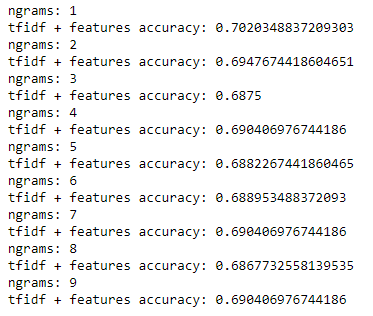 ngrams: 1
tfidf + features accuracy: 0.7020348837209303
ngrams: 2
tfidf + features accuracy: 0.6947674418604651
ngrams: 3
tfidf + features accuracy: 0.6875
ngrams: 4
tfidf + features accuracy: 0.690406976744186
ngrams: 5
tfidf + features accuracy: 0.6882267441860465
ngrams: 6
tfidf + features accuracy: 0.688953488372093
ngrams: 7
tfidf + features accuracy: 0.690406976744186
ngrams: 8
tfidf + features accuracy: 0.6867732558139535
ngrams: 9
tfidf + features accuracy: 0.690406976744186